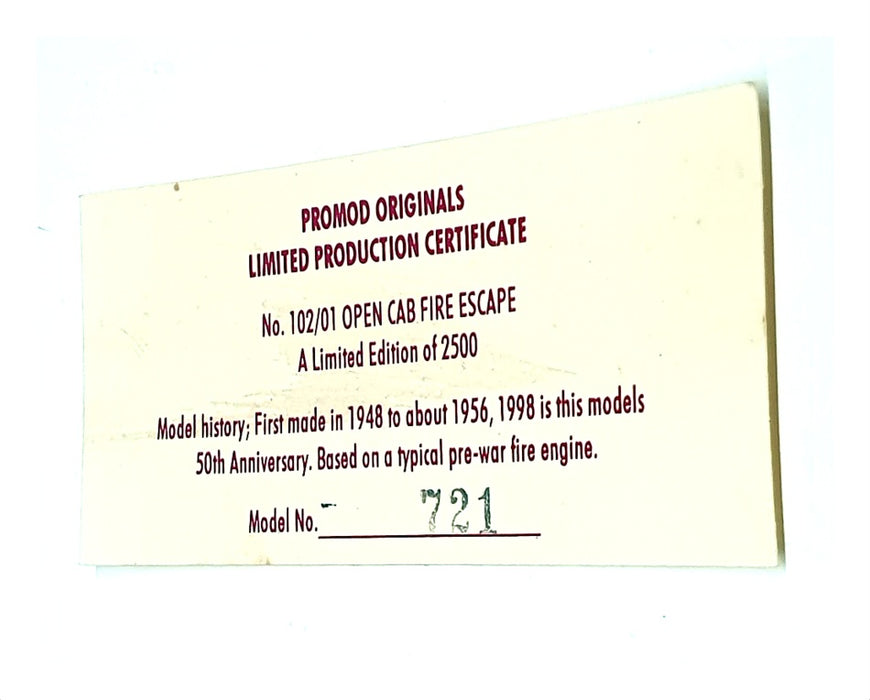 PROMOD ORIGINALS
LIMITED PRODUCTION CERTIFICATE
No. 102/01 OPEN CAB FIRE ESCAPE
A Limited Edition of 2500
Model history; First made in 1948 to about 1956, 1998 is this models
50th Anniversary. Based on a typical pre-war fire engine.
Model No. 721